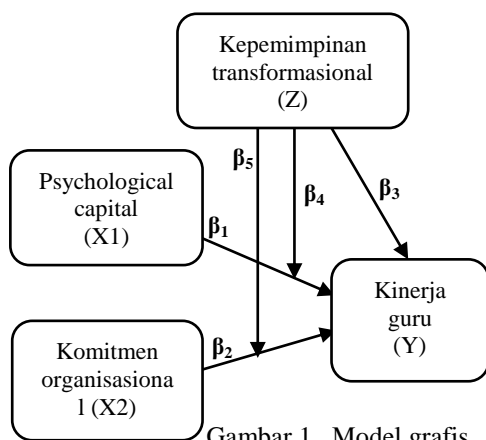 Kepemimpinan
transformasional
(Z)
β5
β4
β3
Psychological
capital
(X1)
β1
Kinerja
guru
(Y)
Komitmen
organisasiona
l (X2)
β2
Gambar 1. Model grafis